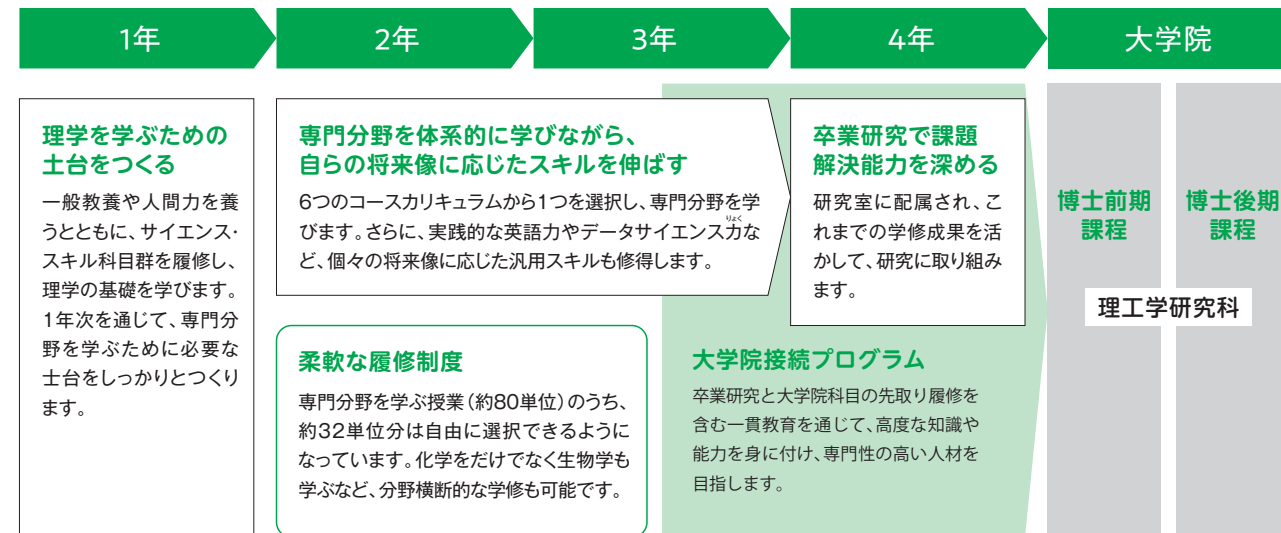 1年
2年
3年
4年
大学院
理学を学ぶための
土台をつくる
一般教養や人間力を養
うとともに、サイエンス・
スキル科目群を履修し、
理学の基礎を学びます。
1年次を通じて、専門分
野を学ぶために必要な
土台をしっかりとつくり
ます。
専門分野を体系的に学びながら、
自らの将来像に応じたスキルを伸ばす
6つのコースカリキュラムから1つを選択し、専門分野を学
びます。さらに、実践的な英語力やデータサイエンス力な
りょく
ど、個々の将来像に応じた汎用スキルも修得します。
柔軟な履修制度
専門分野を学ぶ授業（約80単位）のうち、
約32単位分は自由に選択できるように
なっています。化学をだけでなく生物学も
学ぶなど、分野横断的な学修も可能です。
卒業研究で課題
解決能力を深める
研究室に配属され、こ
れまでの学修成果を活
かして、研究に取り組み
ます。
大学院接続プログラム
卒業研究と大学院科目の先取り履修を
含む一貫教育を通じて、高度な知識や
能力を身に付け、専門性の高い人材を
目指します。
博士前期
課程
博士後期
課程
理工学研究科